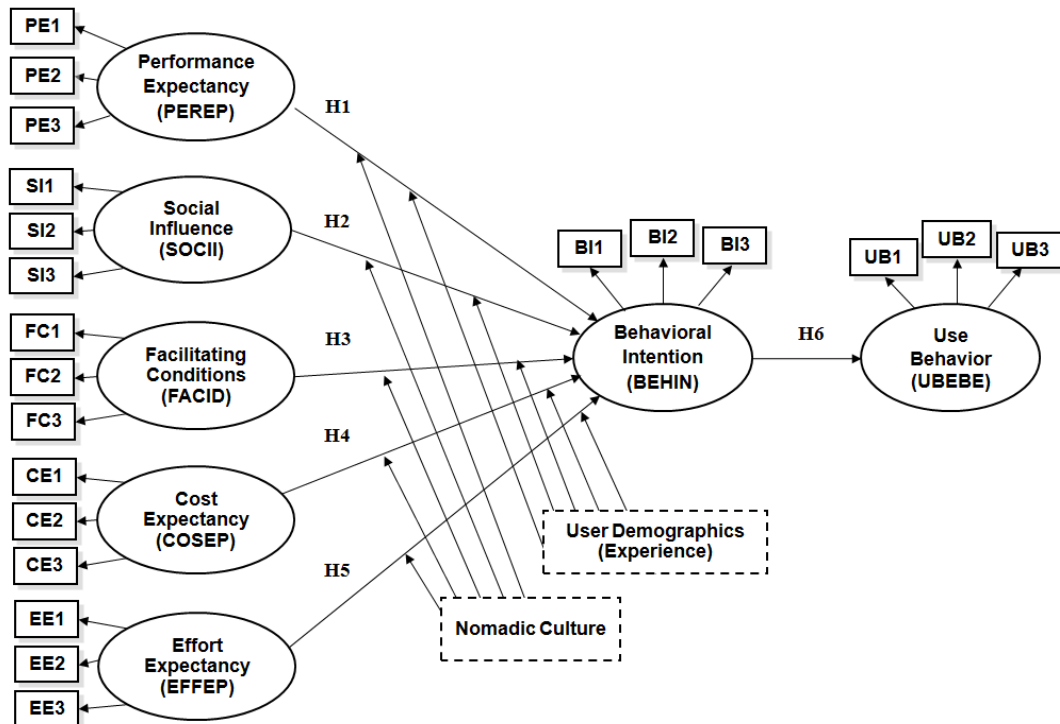 PE1
PE2
PE3
Performance
Expectancy
(PEREP)
H1
SI1
SI2
SI3
Social
Influence
(SOCII)
H2
FC1
FC2
FC3
Facilitating
Conditions
(FACID)
H3
CE1
CE2
CE3
Cost
Expectancy
(COSEP)
H4
EE1
EE2
EE3
Effort
Expectancy
(EFFEP)
H5
BI1
BI2
BI3
Behavioral
Intention
(BEHIN)
H6
UB1
UB2
UB3
Use
Behavior
(UBEBE)
User Demographics
(Experience)
Nomadic Culture